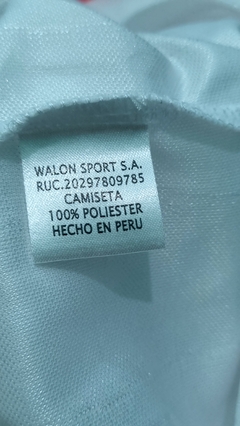 WALON SPORT S.A.
RUC.20297809785
CAMISETA
100% POLIESTER
HECHO EN PERU